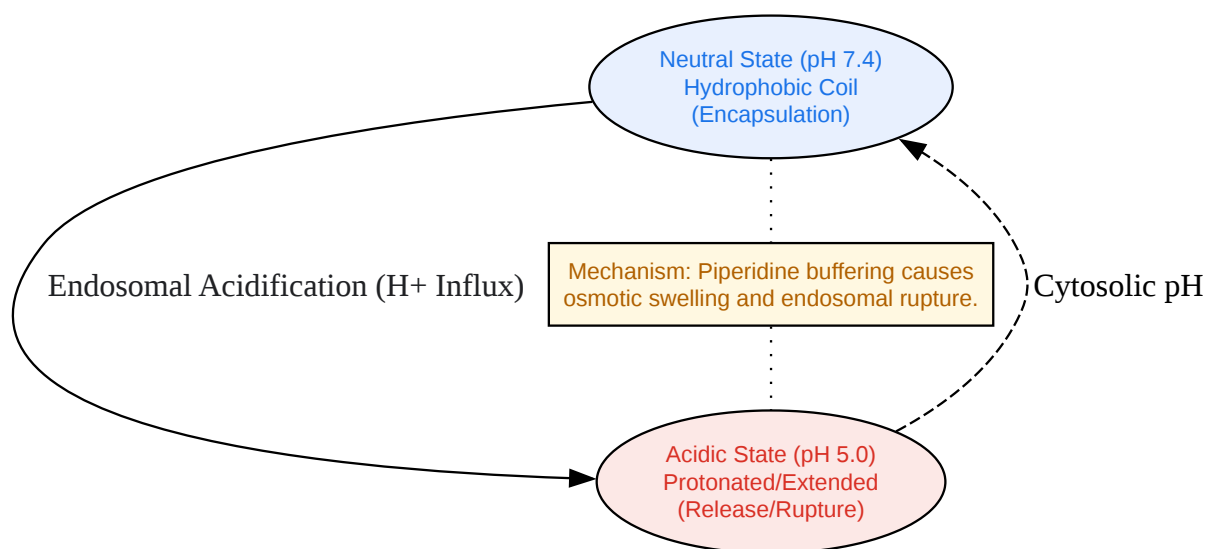 Neutral State (pH 7.4)
Hydrophobic Coil
(Encapsulation)
Endosomal Acidification (H+ Influx)
Mechanism: Piperidine buffering causes
osmotic swelling and endosomal rupture.
Cytosolic pH
Acidic State (pH 5.0)
Protonated/Extended
(Release/Rupture)